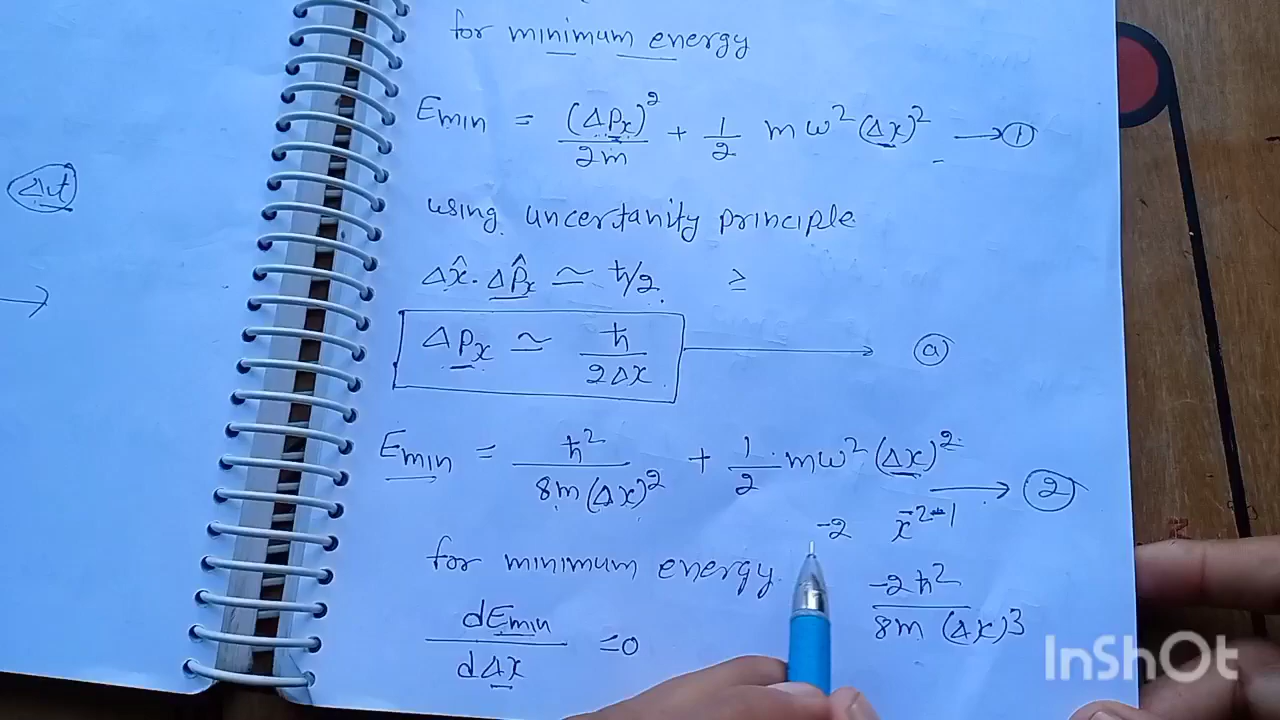 for minimum energy
Emin = (ΔPx)²/2m + 1/2 mω²(Δx)² → ①
Δt
using uncertanity principle
Δx̂ · ΔP̂x ≃ ħ/2 ≥
ΔPx ≃ ħ/2Δx → ⓐ
Emin = ħ²/8m(Δx)² + 1/2 mω²(Δx)² → ②
-2 x^-2-1
for minimum energy
-2ħ²/8m (Δx)³
dEmin/dΔx =0
InShOt